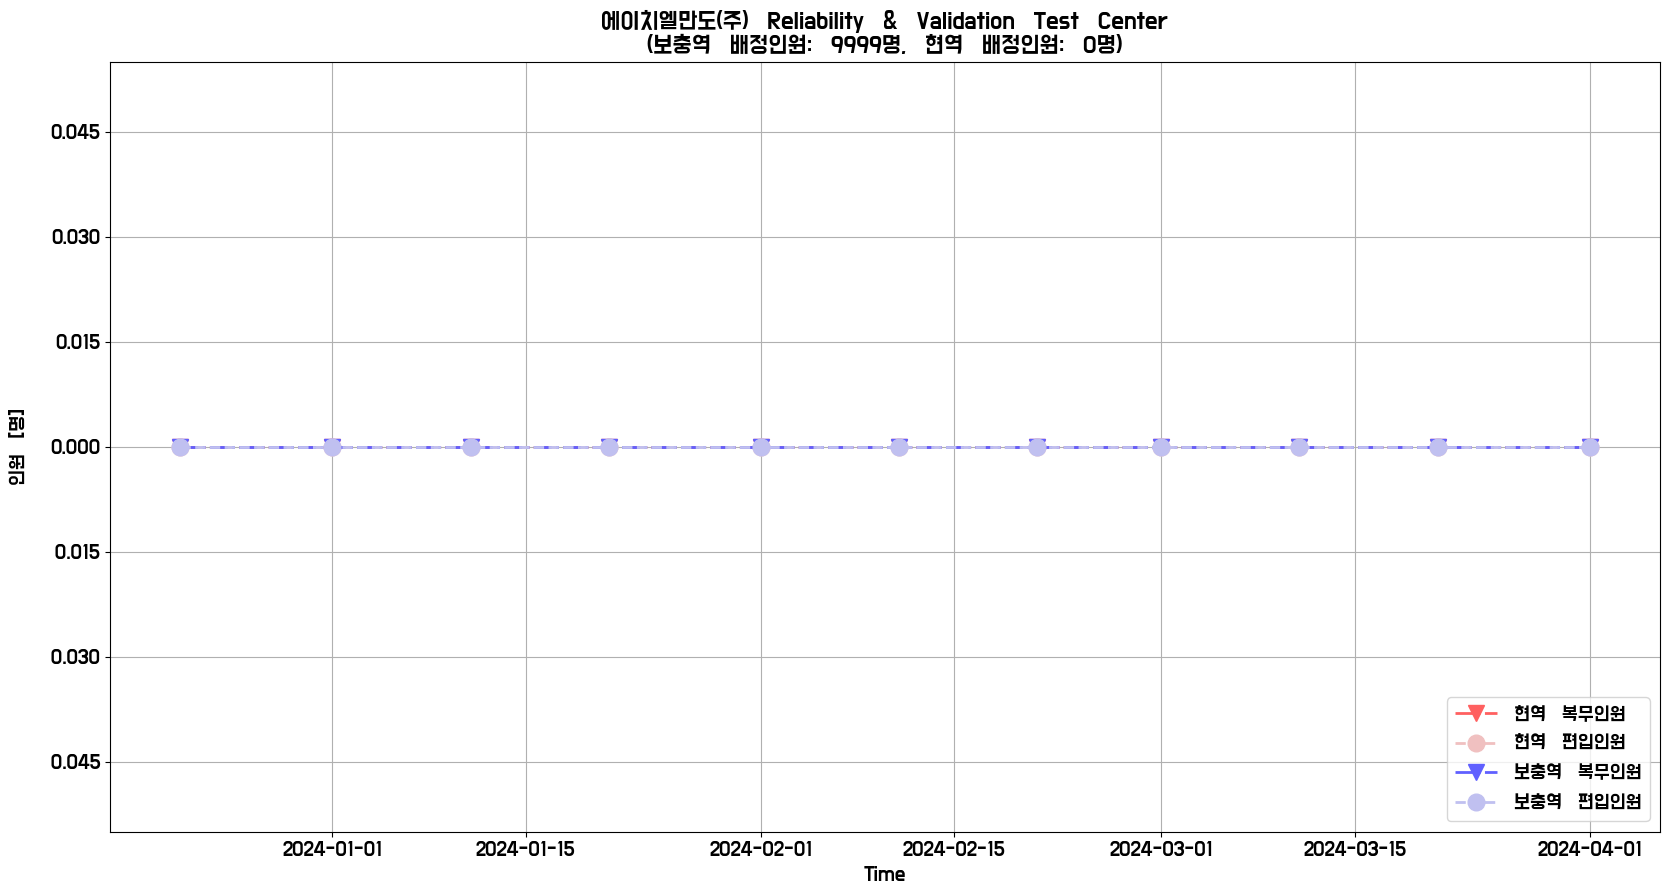 에이치엘만도(주) Reliability & Validation Test Center
(보충역 배정인원: 9999명, 현역 배정인원: 0명)
0.045
0.030
0.015
0.000
0.015
0.030
0.045
인원 [명]
현역 복무인원
현역 편입인원
보충역 복무인원
보충역 편입인원
2024-01-01 2024-01-15 2024-02-01 2024-02-15 2024-03-01 2024-03-15 2024-04-01
Time